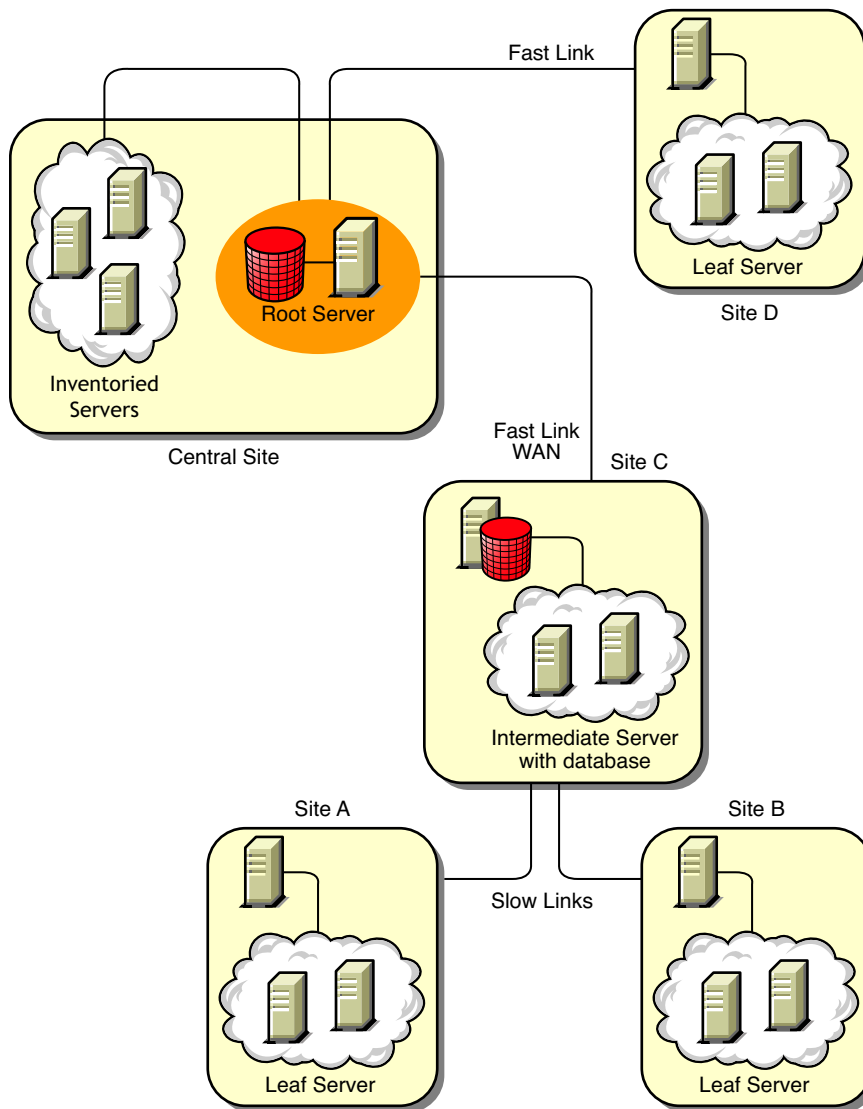 Fast Link
Leaf Server
Site D
Root Server
Inventoried
Servers
Central Site
Fast Link
WAN
Site C
Intermediate Server
with database
Site A
Site B
Slow Links
Leaf Server
Leaf Server